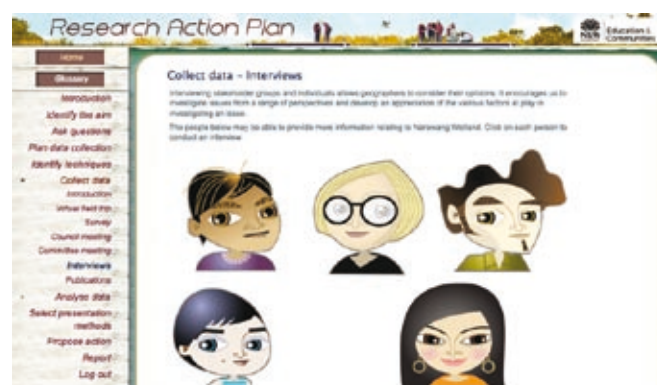 Research Action Plan
NSW
Education &
Communities
Home
Glossary
Introduction
Identify the aim
Ask questions
Plan data collection
Identify techniques
Collect data
Introduction
Virtual field trip
Survey
Council meeting
Committee meeting
Interviews
Publications
Analyse data
Select presentation
methods
Propose action
Report
Log out
Collect data – Interviews
Interviewing stakeholder groups and individuals allows geographers to consider their opinions. It encourages us to
investigate issues from a range of perspectives and develop an appreciation of the various factors at play in
investigating an issue.
The people below may be able to provide more information relating to Wetland. Click on each person to
conduct an interview.